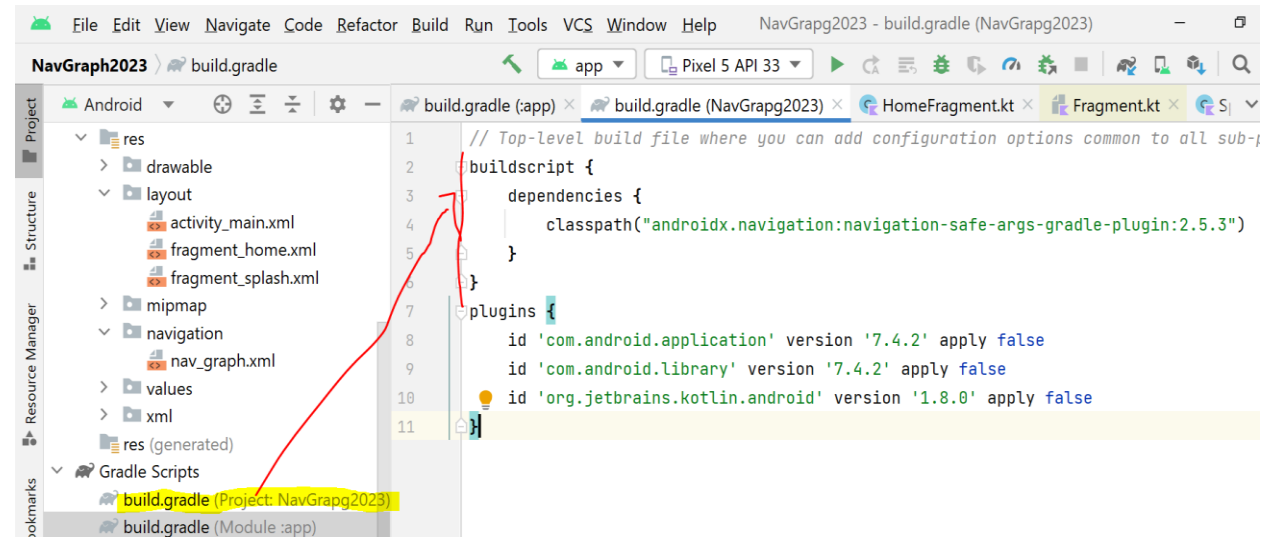 File Edit View Navigate Code Refactor Build Run Tools VCS Window Help NavGrapg2023 - build.gradle (NavGrapg2023)
NavGraph2023 build.gradle app Pixel 5 API 33
Project
Android
build.gradle (:app) build.gradle (NavGrapg2023) HomeFragment.kt Fragment.kt
res
drawable
layout
activity_main.xml
fragment_home.xml
fragment_splash.xml
mipmap
navigation
nav_graph.xml
values
xml
res (generated)
Gradle Scripts
build.gradle (Project: NavGrapg2023)
build.gradle (Module :app)
Structure
Resource Manager
1 // Top-level build file where you can add configuration options common to all sub-
2 buildscript {
3 dependencies {
4 classpath("androidx.navigation:navigation-safe-args-gradle-plugin:2.5.3")
5 }
6 }
7 plugins {
8 id 'com.android.application' version '7.4.2' apply false
9 id 'com.android.library' version '7.4.2' apply false
10 id 'org.jetbrains.kotlin.android' version '1.8.0' apply false
11 }